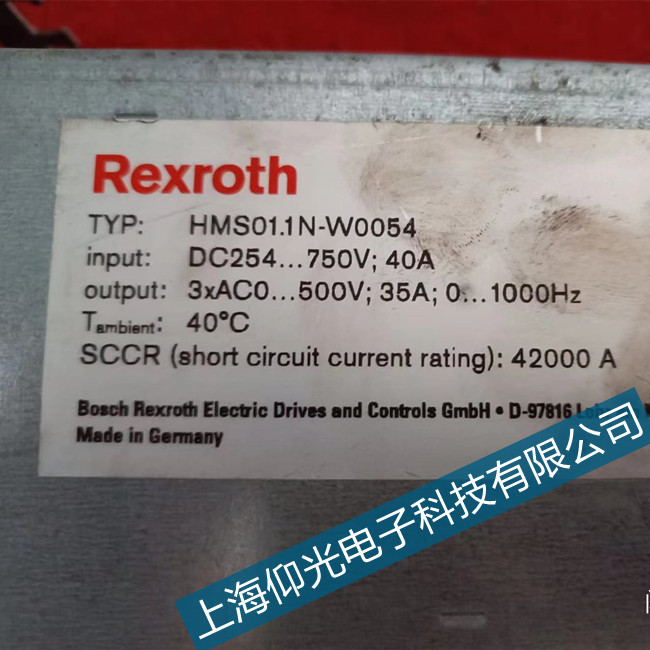 Rexroth
TYP: HMS01.1N-W0054
input: DC254...750V; 40A
output: 3xAC0...500V; 35A; 0...1000Hz
Tambient: 40°C
SCCR (short circuit current rating): 42000 A
Bosch Rexroth Electric Drives and Controls GmbH • D-97816
Made in Germany
上海仰光电子科技有限公司